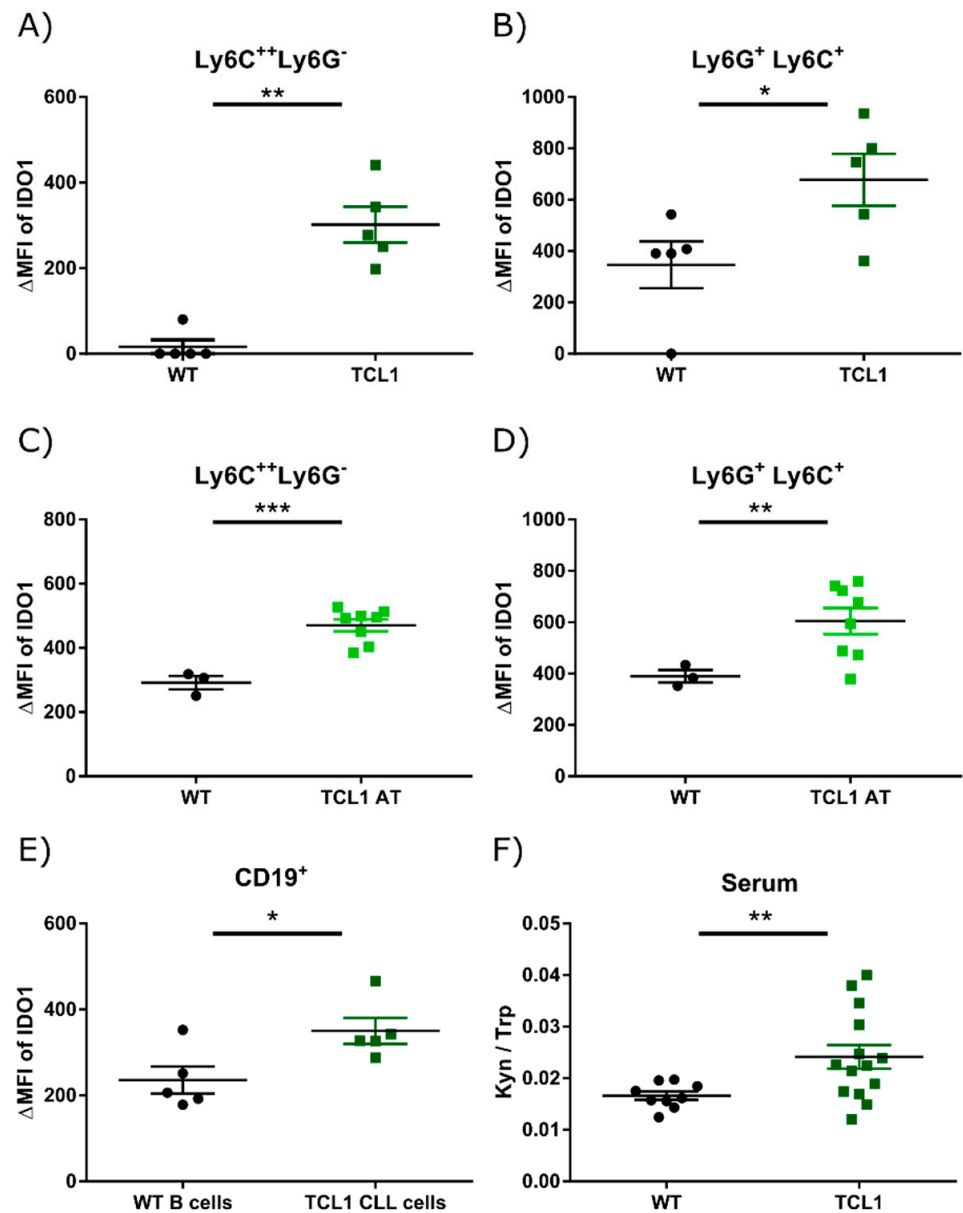 A)
Ly6C⁺⁺Ly6G⁻
**
ΔMFI of IDO1
600
400
200
0
WT
TCL1
B)
Ly6G⁺ Ly6C⁺
*
ΔMFI of IDO1
1000
800
600
400
200
0
WT
TCL1
C)
Ly6C⁺⁺Ly6G⁻
***
ΔMFI of IDO1
800
600
400
200
0
WT
TCL1 AT
D)
Ly6G⁺ Ly6C⁺
**
ΔMFI of IDO1
1000
800
600
400
200
0
WT
TCL1 AT
E)
CD19⁺
*
ΔMFI of IDO1
600
400
200
0
WT B cells
TCL1 CLL cells
F)
Serum
**
Kyn / Trp
0.05
0.04
0.03
0.02
0.01
0.00
WT
TCL1